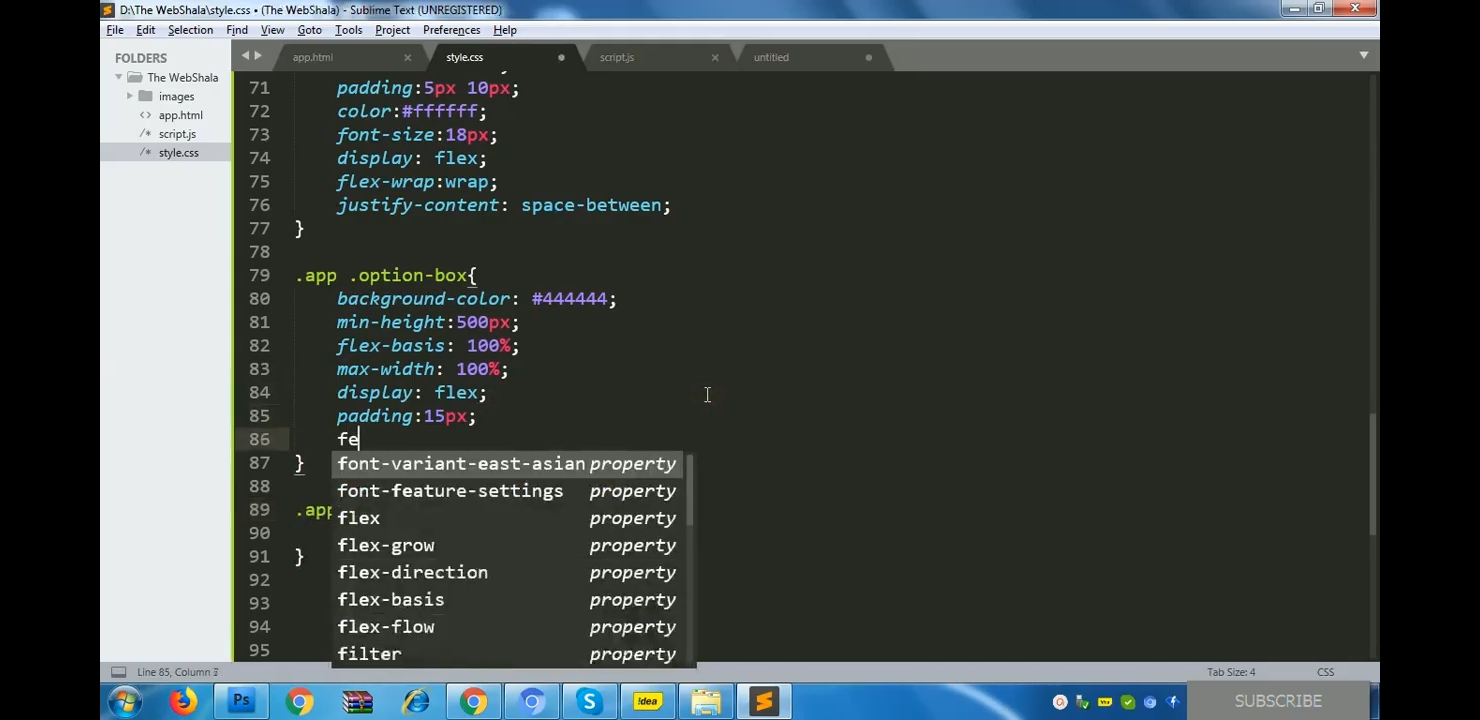 D:\The WebShala\style.css • (The WebShala) - Sublime Text (UNREGISTERED)
File Edit Selection Find View Goto Tools Project Preferences Help
FOLDERS
The WebShala
images
<> app.html
/* script.js
/* style.css
app.html style.css script.js untitled
71 padding:5px 10px;
72 color:#ffffff;
73 font-size:18px;
74 display: flex;
75 flex-wrap:wrap;
76 justify-content: space-between;
77 }
78
79 .app .option-box{
80 background-color: #444444;
81 min-height:500px;
82 flex-basis: 100%;
83 max-width: 100%;
84 display: flex;
85 padding:15px;
86 fe
87 }
88
89 .app
90
91 }
92
93
94
95
font-variant-east-asian property
font-feature-settings property
flex property
flex-grow property
flex-direction property
flex-basis property
flex-flow property
filter property
Line 85, Column Tab Size: 4 CSS
Ps !dea SUBSCRIBE